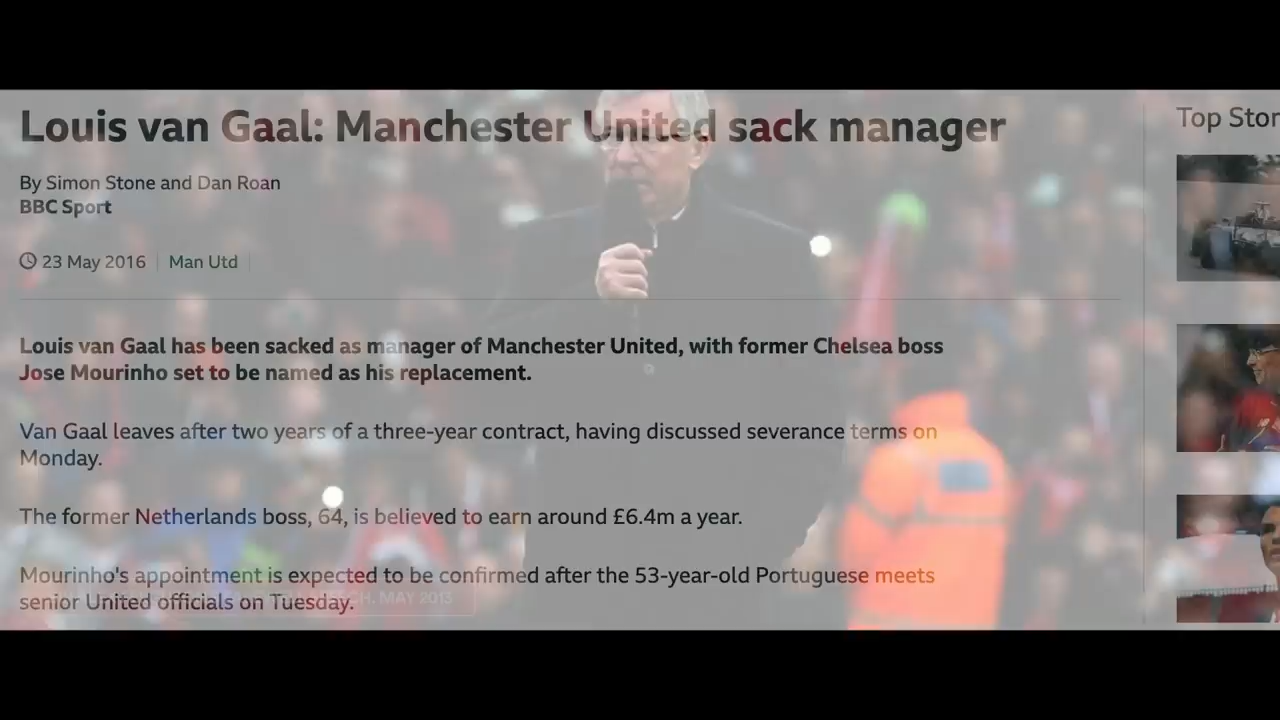 Louis van Gaal: Manchester United sack manager
Top Stor
By Simon Stone and Dan Roan
BBC Sport
23 May 2016
Man Utd
Louis van Gaal has been sacked as manager of Manchester United, with former Chelsea boss
Jose Mourinho set to be named as his replacement.
Van Gaal leaves after two years of a three-year contract, having discussed severance terms on
Monday.
The former Netherlands boss, 64, is believed to earn around £6.4m a year.
Mourinho's appointment is expected to be confirmed after the 53-year-old Portuguese meets
senior United officials on Tuesday.
MAY 2013